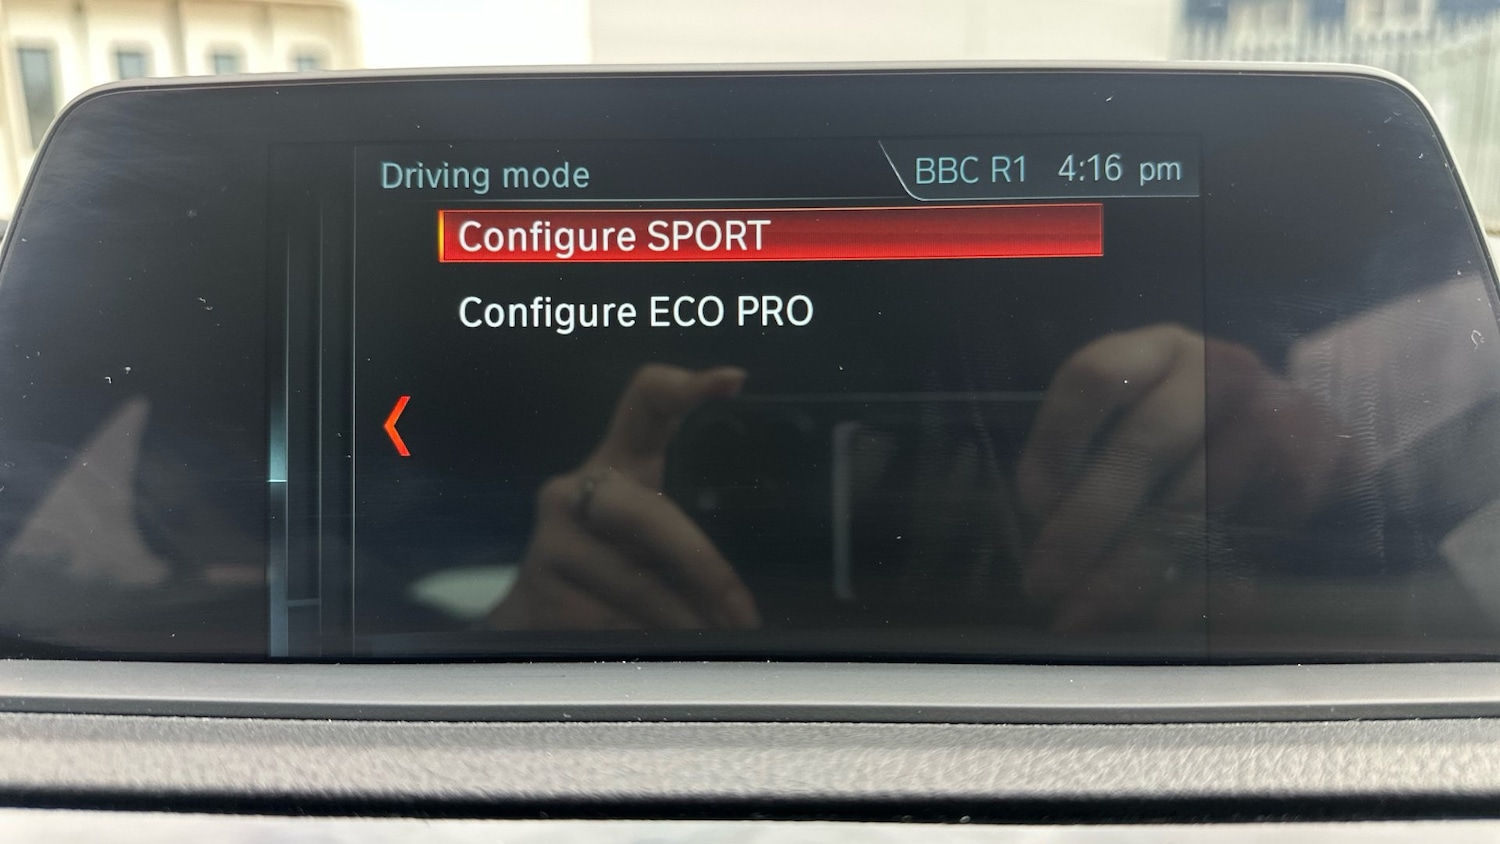 Driving mode
BBC R1 4:16 pm
Configure SPORT
Configure ECO PRO